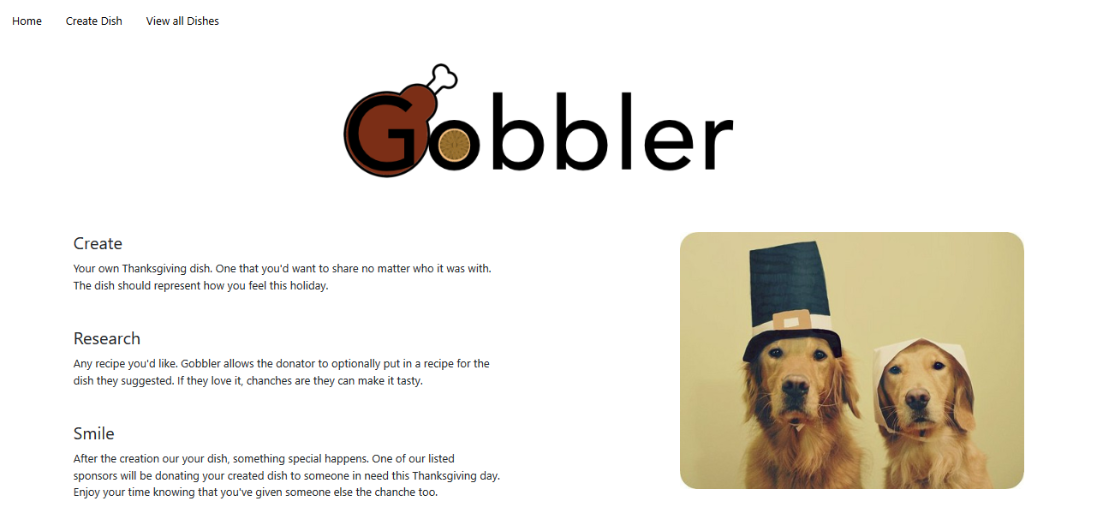 Home Create Dish View all Dishes
Gobbler
Create
Your own Thanksgiving dish. One that you'd want to share no matter who it was with.
The dish should represent how you feel this holiday.
Research
Any recipe you'd like. Gobbler allows the donator to optionally put in a recipe for the
dish they suggested. If they love it, chanches are they can make it tasty.
Smile
After the creation our your dish, something special happens. One of our listed
sponsors will be donating your created dish to someone in need this Thanksgiving day.
Enjoy your time knowing that you've given someone else the chanche too.